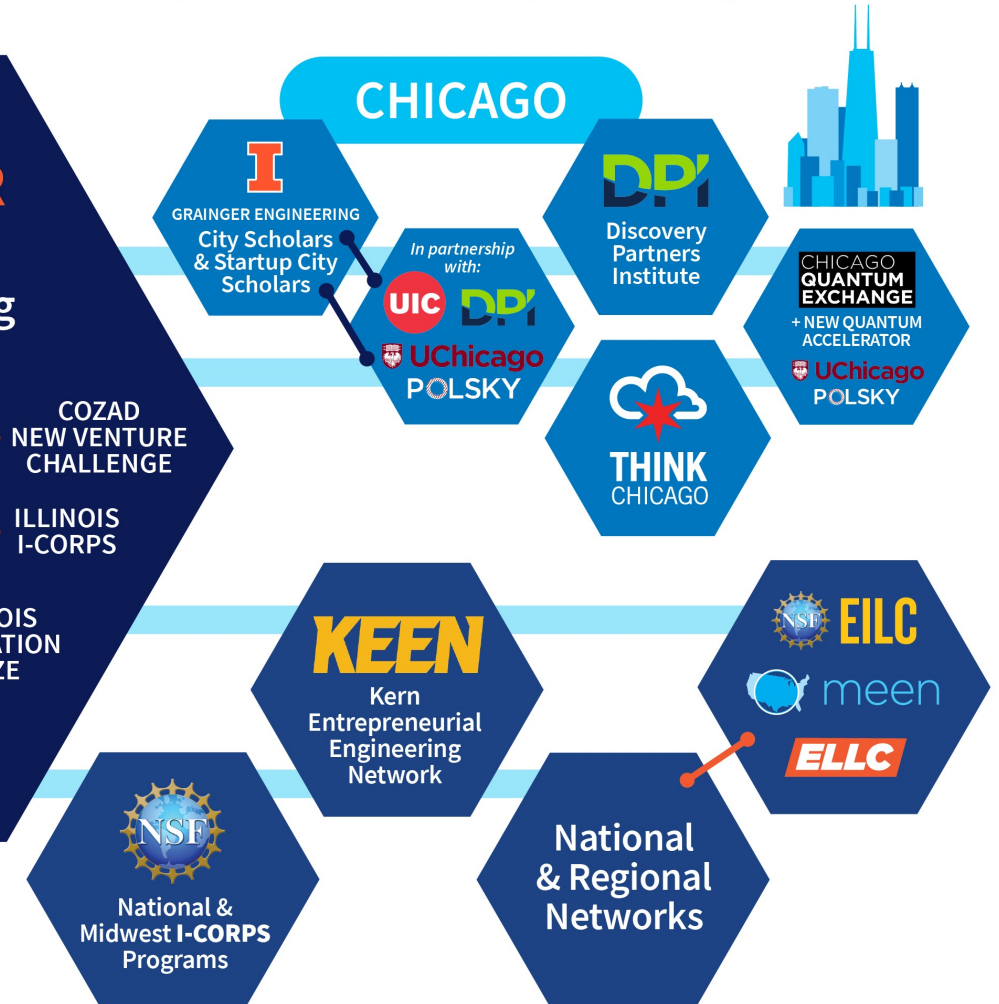 CHICAGO
I
GRAINGER ENGINEERING
City Scholars
& Startup City
Scholars
In partnership
with:
UIC DPI
UChicago
POLSKY
DPI
Discovery
Partners
Institute
CHICAGO
QUANTUM
EXCHANGE
+ NEW QUANTUM
ACCELERATOR
UChicago
POLSKY
THINK
CHICAGO
COZAD
NEW VENTURE
CHALLENGE
ILLINOIS
I-CORPS
KEEN
Kern
Entrepreneurial
Engineering
Network
NSF EILC
meen
ELLC
National
& Regional
Networks
NSF
National &
Midwest I-CORPS
Programs